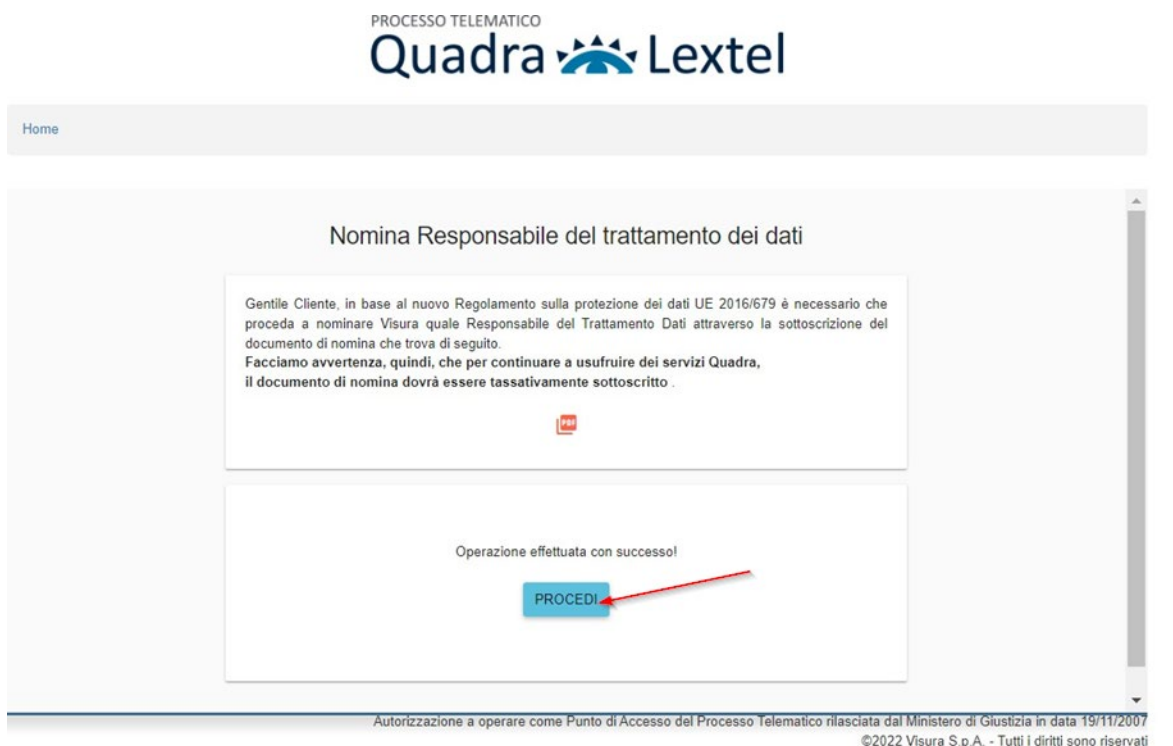 PROCESSO TELEMATICO
Quadra Lextel
Home
Nomina Responsabile del trattamento dei dati
Gentile Cliente, in base al nuovo Regolamento sulla protezione dei dati UE 2016/679 è necessario che
proceda a nominare Visura quale Responsabile del Trattamento Dati attraverso la sottoscrizione del
documento di nomina che trova di seguito.
Facciamo avvertenza, quindi, che per continuare a usufruire dei servizi Quadra,
il documento di nomina dovrà essere tassativamente sottoscritto .
PDF
Operazione effettuata con successo!
PROCEDI
Autorizzazione a operare come Punto di Accesso del Processo Telematico rilasciata dal Ministero di Giustizia in data 19/11/2007
©2022 Visura S.p.A. - Tutti i diritti sono riservati